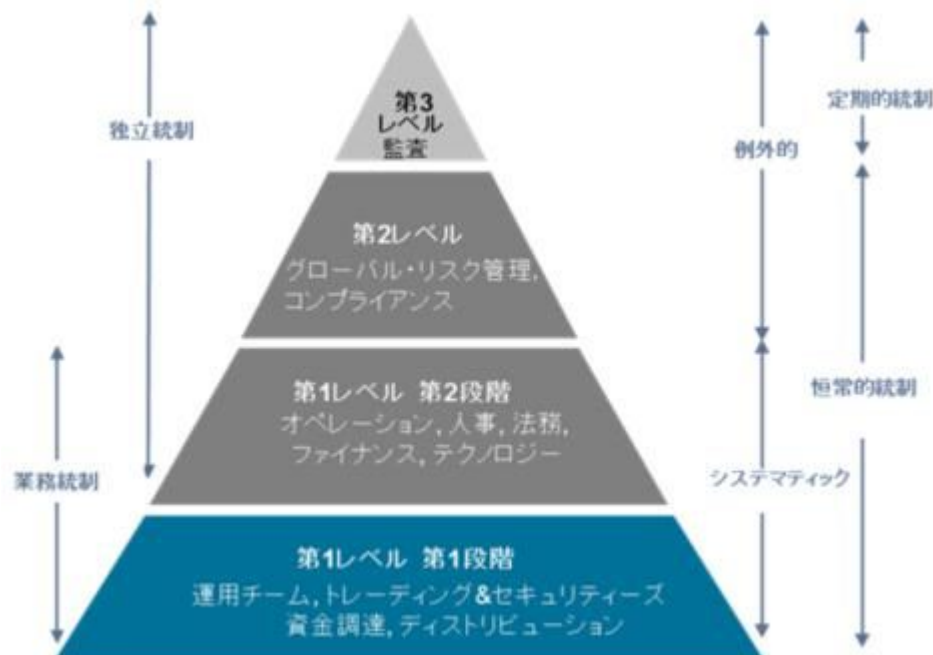 第3
レベル
監査
独立統制
定期的統制
例外的
第2レベル
グローバル・リスク管理,
コンプライアンス
第1レベル 第2段階
オペレーション, 人事, 法務,
ファイナンス, テクノロジー
恒常的統制
業務統制
システマティック
第1レベル 第1段階
運用チーム, トレーディング&セキュリティーズ
資金調達, ディストリビューション